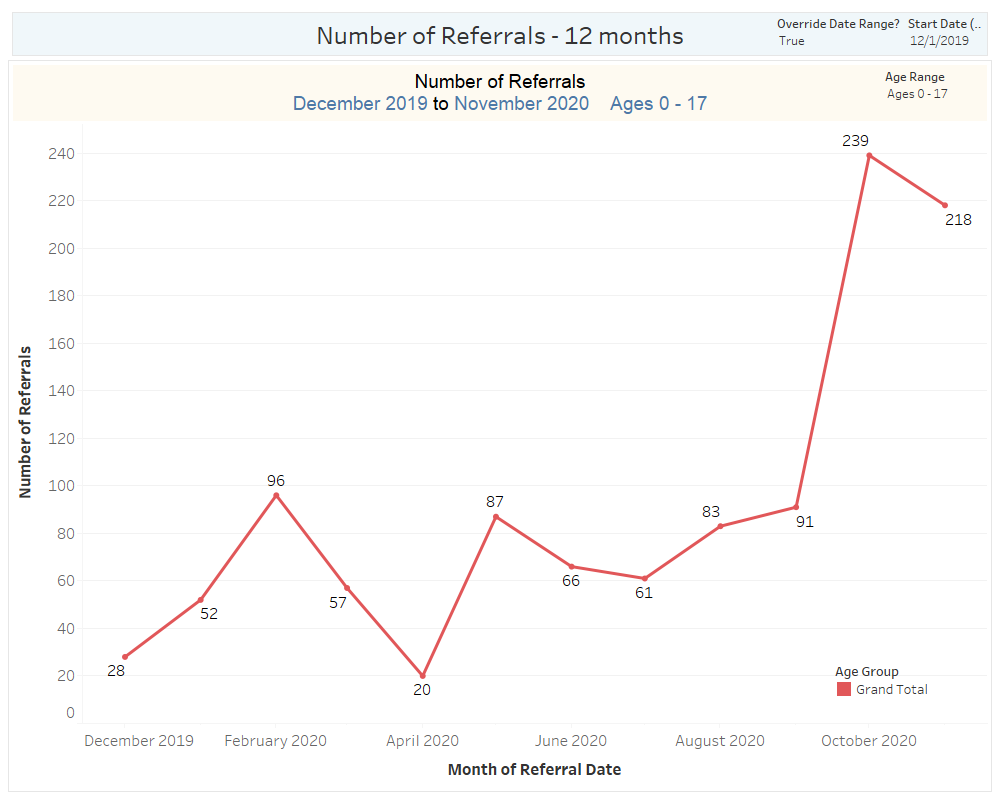 Number of Referrals - 12 months
Override Date Range?
True
Start Date (..
12/1/2019
Number of Referrals
December 2019 to November 2020 Ages 0 - 17
Age Range
Ages 0 - 17
Number of Referrals
240
220
200
180
160
140
120
100
80
60
40
20
0
28
52
96
57
20
87
66
61
83
91
239
218
Age Group
Grand Total
December 2019 February 2020 April 2020 June 2020 August 2020 October 2020
Month of Referral Date